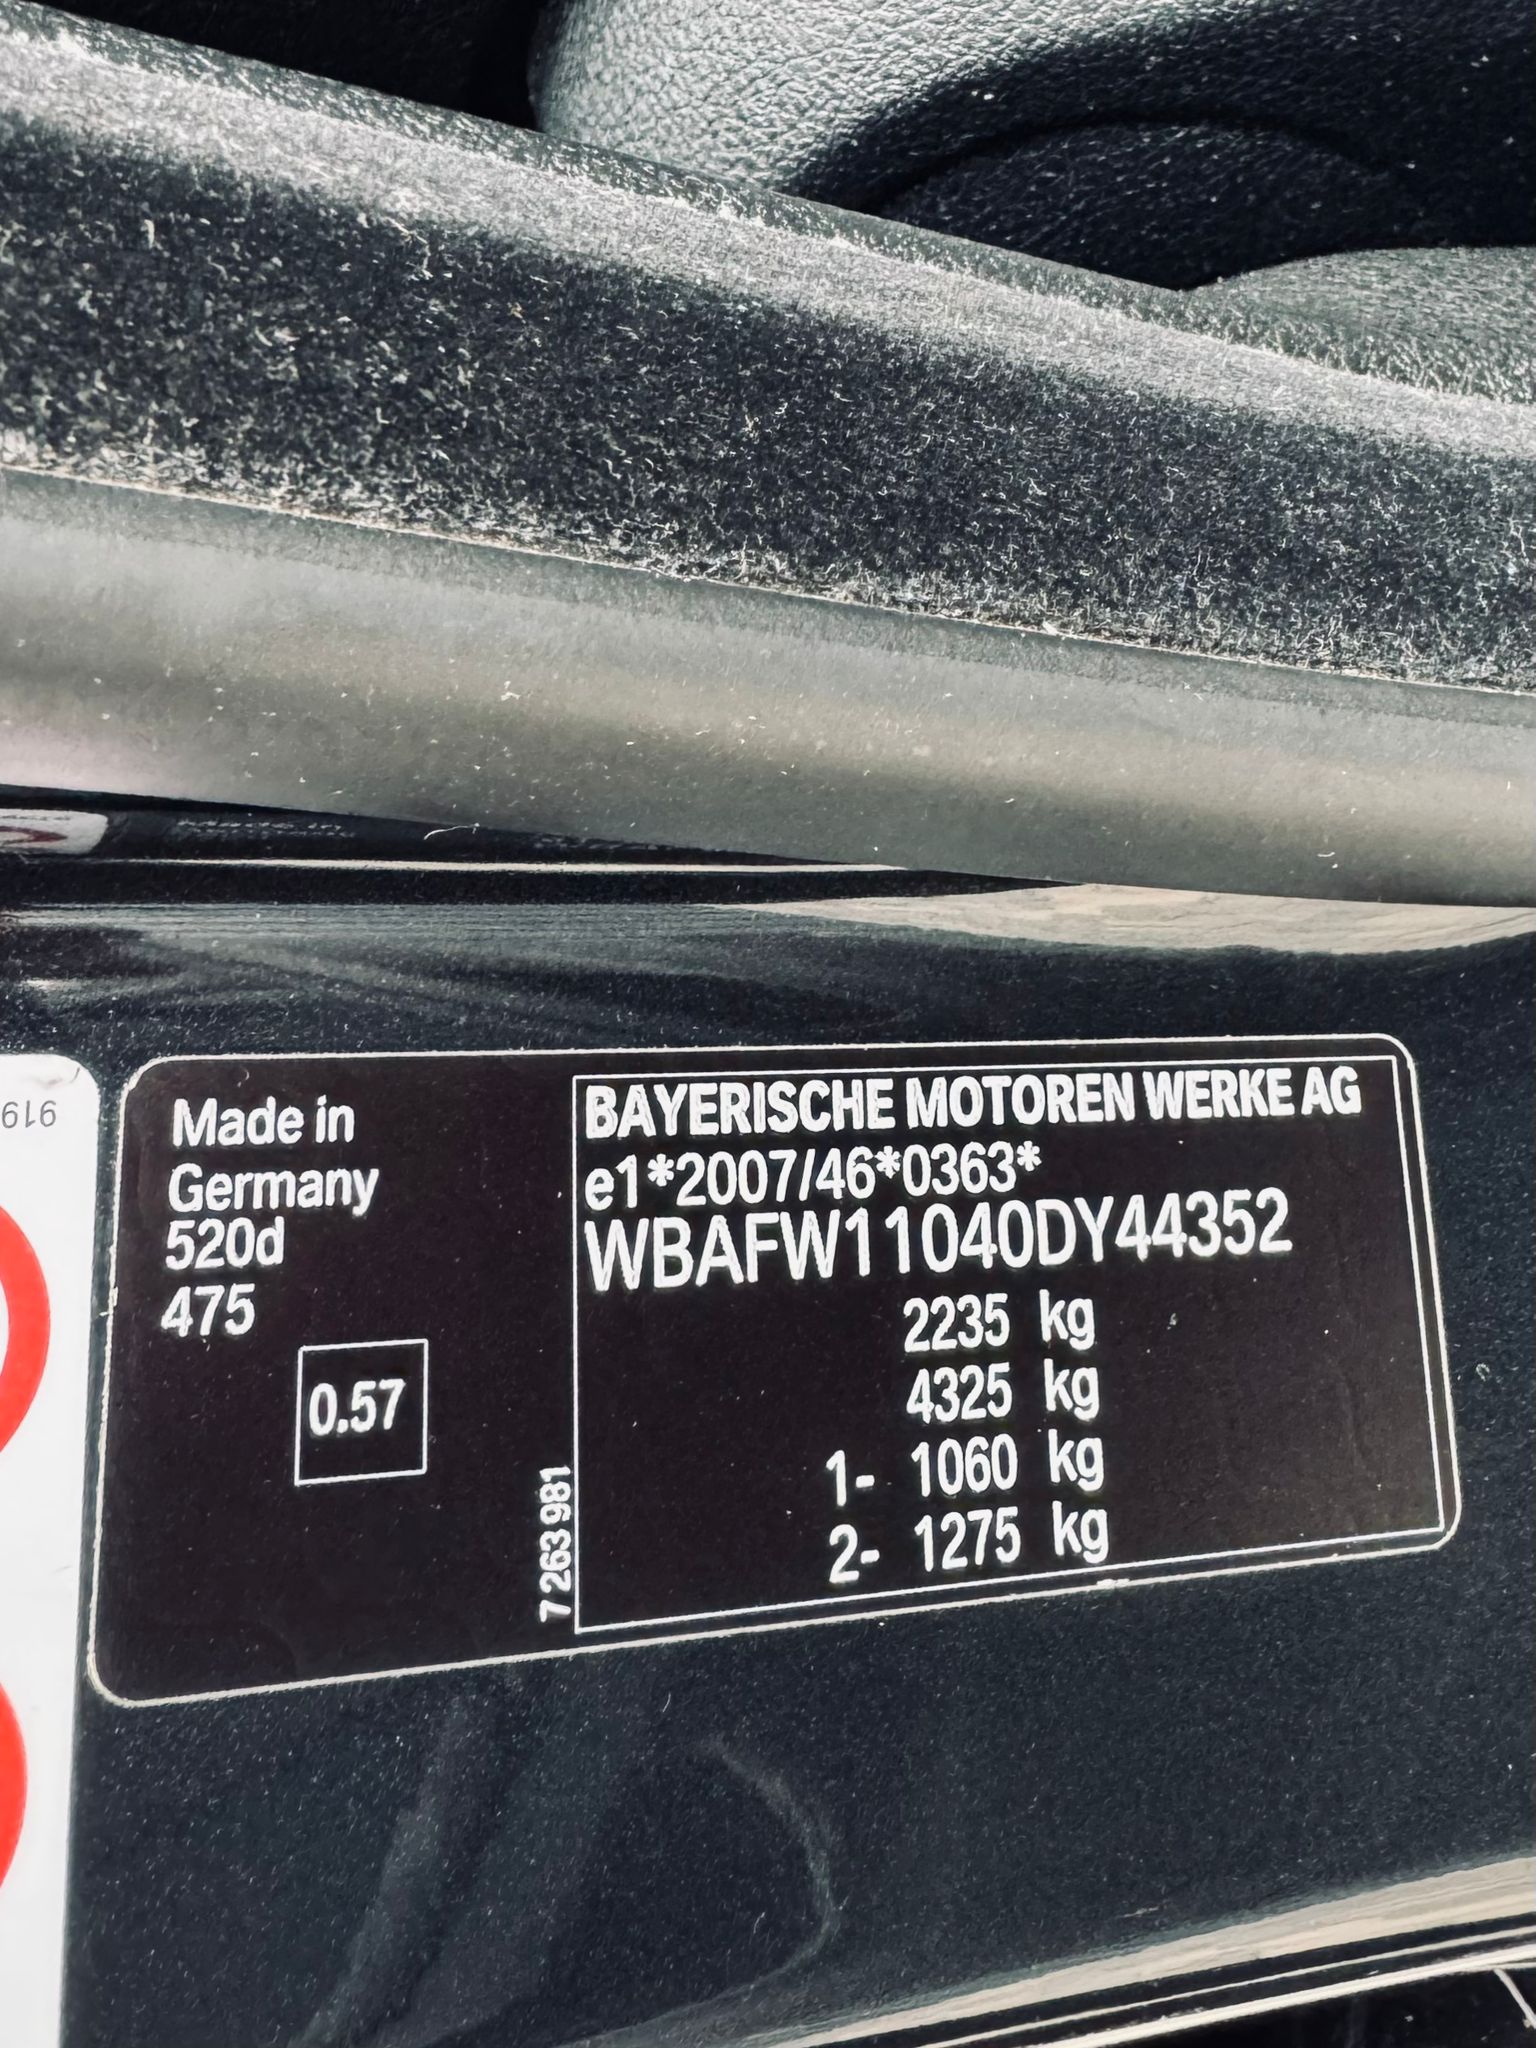 Made in
Germany
520d
475
0.57
7263981
BAYERISCHE MOTOREN WERKE AG
e1*2007/46*0363*
WBAFW11040DY44352
2235 kg
4325 kg
1- 1060 kg
2- 1275 kg
919